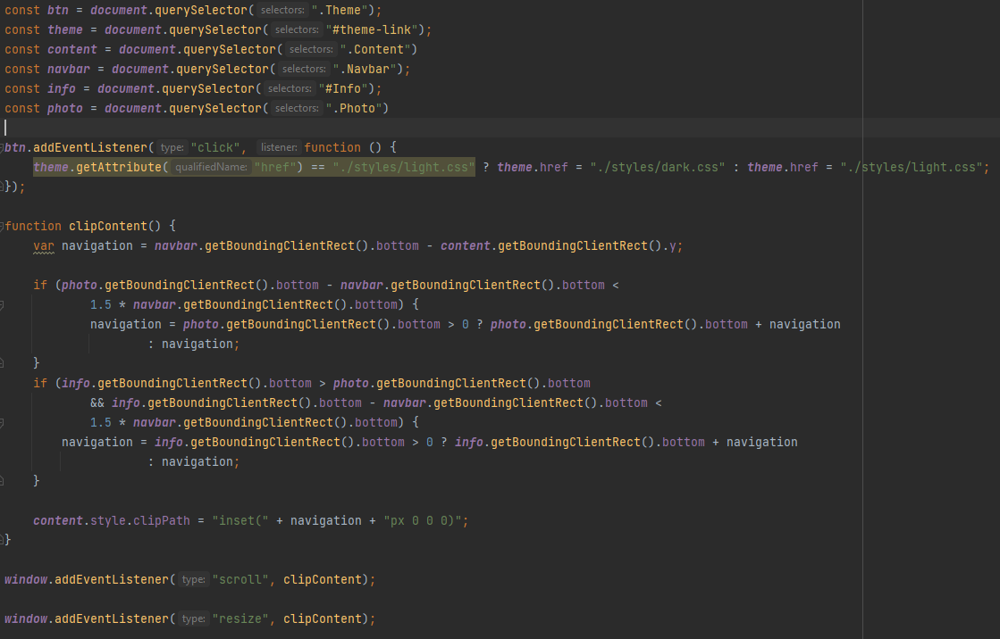 const btn = document.querySelector( selectors: ".Theme");
const theme = document.querySelector( selectors: "#theme-link");
const content = document.querySelector( selectors: ".Content")
const navbar = document.querySelector( selectors: ".Navbar");
const info = document.querySelector( selectors: "#Info");
const photo = document.querySelector( selectors: ".Photo")
btn.addEventListener( type: "click", listener: function () {
theme.getAttribute( qualifiedName: "href") == "./styles/light.css" ? theme.href = "./styles/dark.css" : theme.href = "./styles/light.css";
});
function clipContent() {
var navigation = navbar.getBoundingClientRect().bottom - content.getBoundingClientRect().y;
if (photo.getBoundingClientRect().bottom - navbar.getBoundingClientRect().bottom <
1.5 * navbar.getBoundingClientRect().bottom) {
navigation = photo.getBoundingClientRect().bottom > 0 ? photo.getBoundingClientRect().bottom + navigation
: navigation;
}
if (info.getBoundingClientRect().bottom > photo.getBoundingClientRect().bottom
&& info.getBoundingClientRect().bottom - navbar.getBoundingClientRect().bottom <
1.5 * navbar.getBoundingClientRect().bottom) {
navigation = info.getBoundingClientRect().bottom > 0 ? info.getBoundingClientRect().bottom + navigation
: navigation;
}
content.style.clipPath = "inset(" + navigation + "px 0 0 0)";
}
window.addEventListener( type: "scroll", clipContent);
window.addEventListener( type: "resize", clipContent);